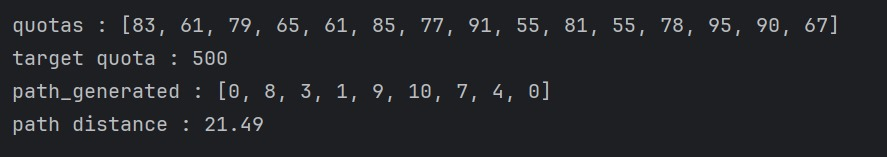 quotas : [83, 61, 79, 65, 61, 85, 77, 91, 55, 81, 55, 78, 95, 90, 67]
target quota : 500
path_generated : [0, 8, 3, 1, 9, 10, 7, 4, 0]
path distance : 21.49